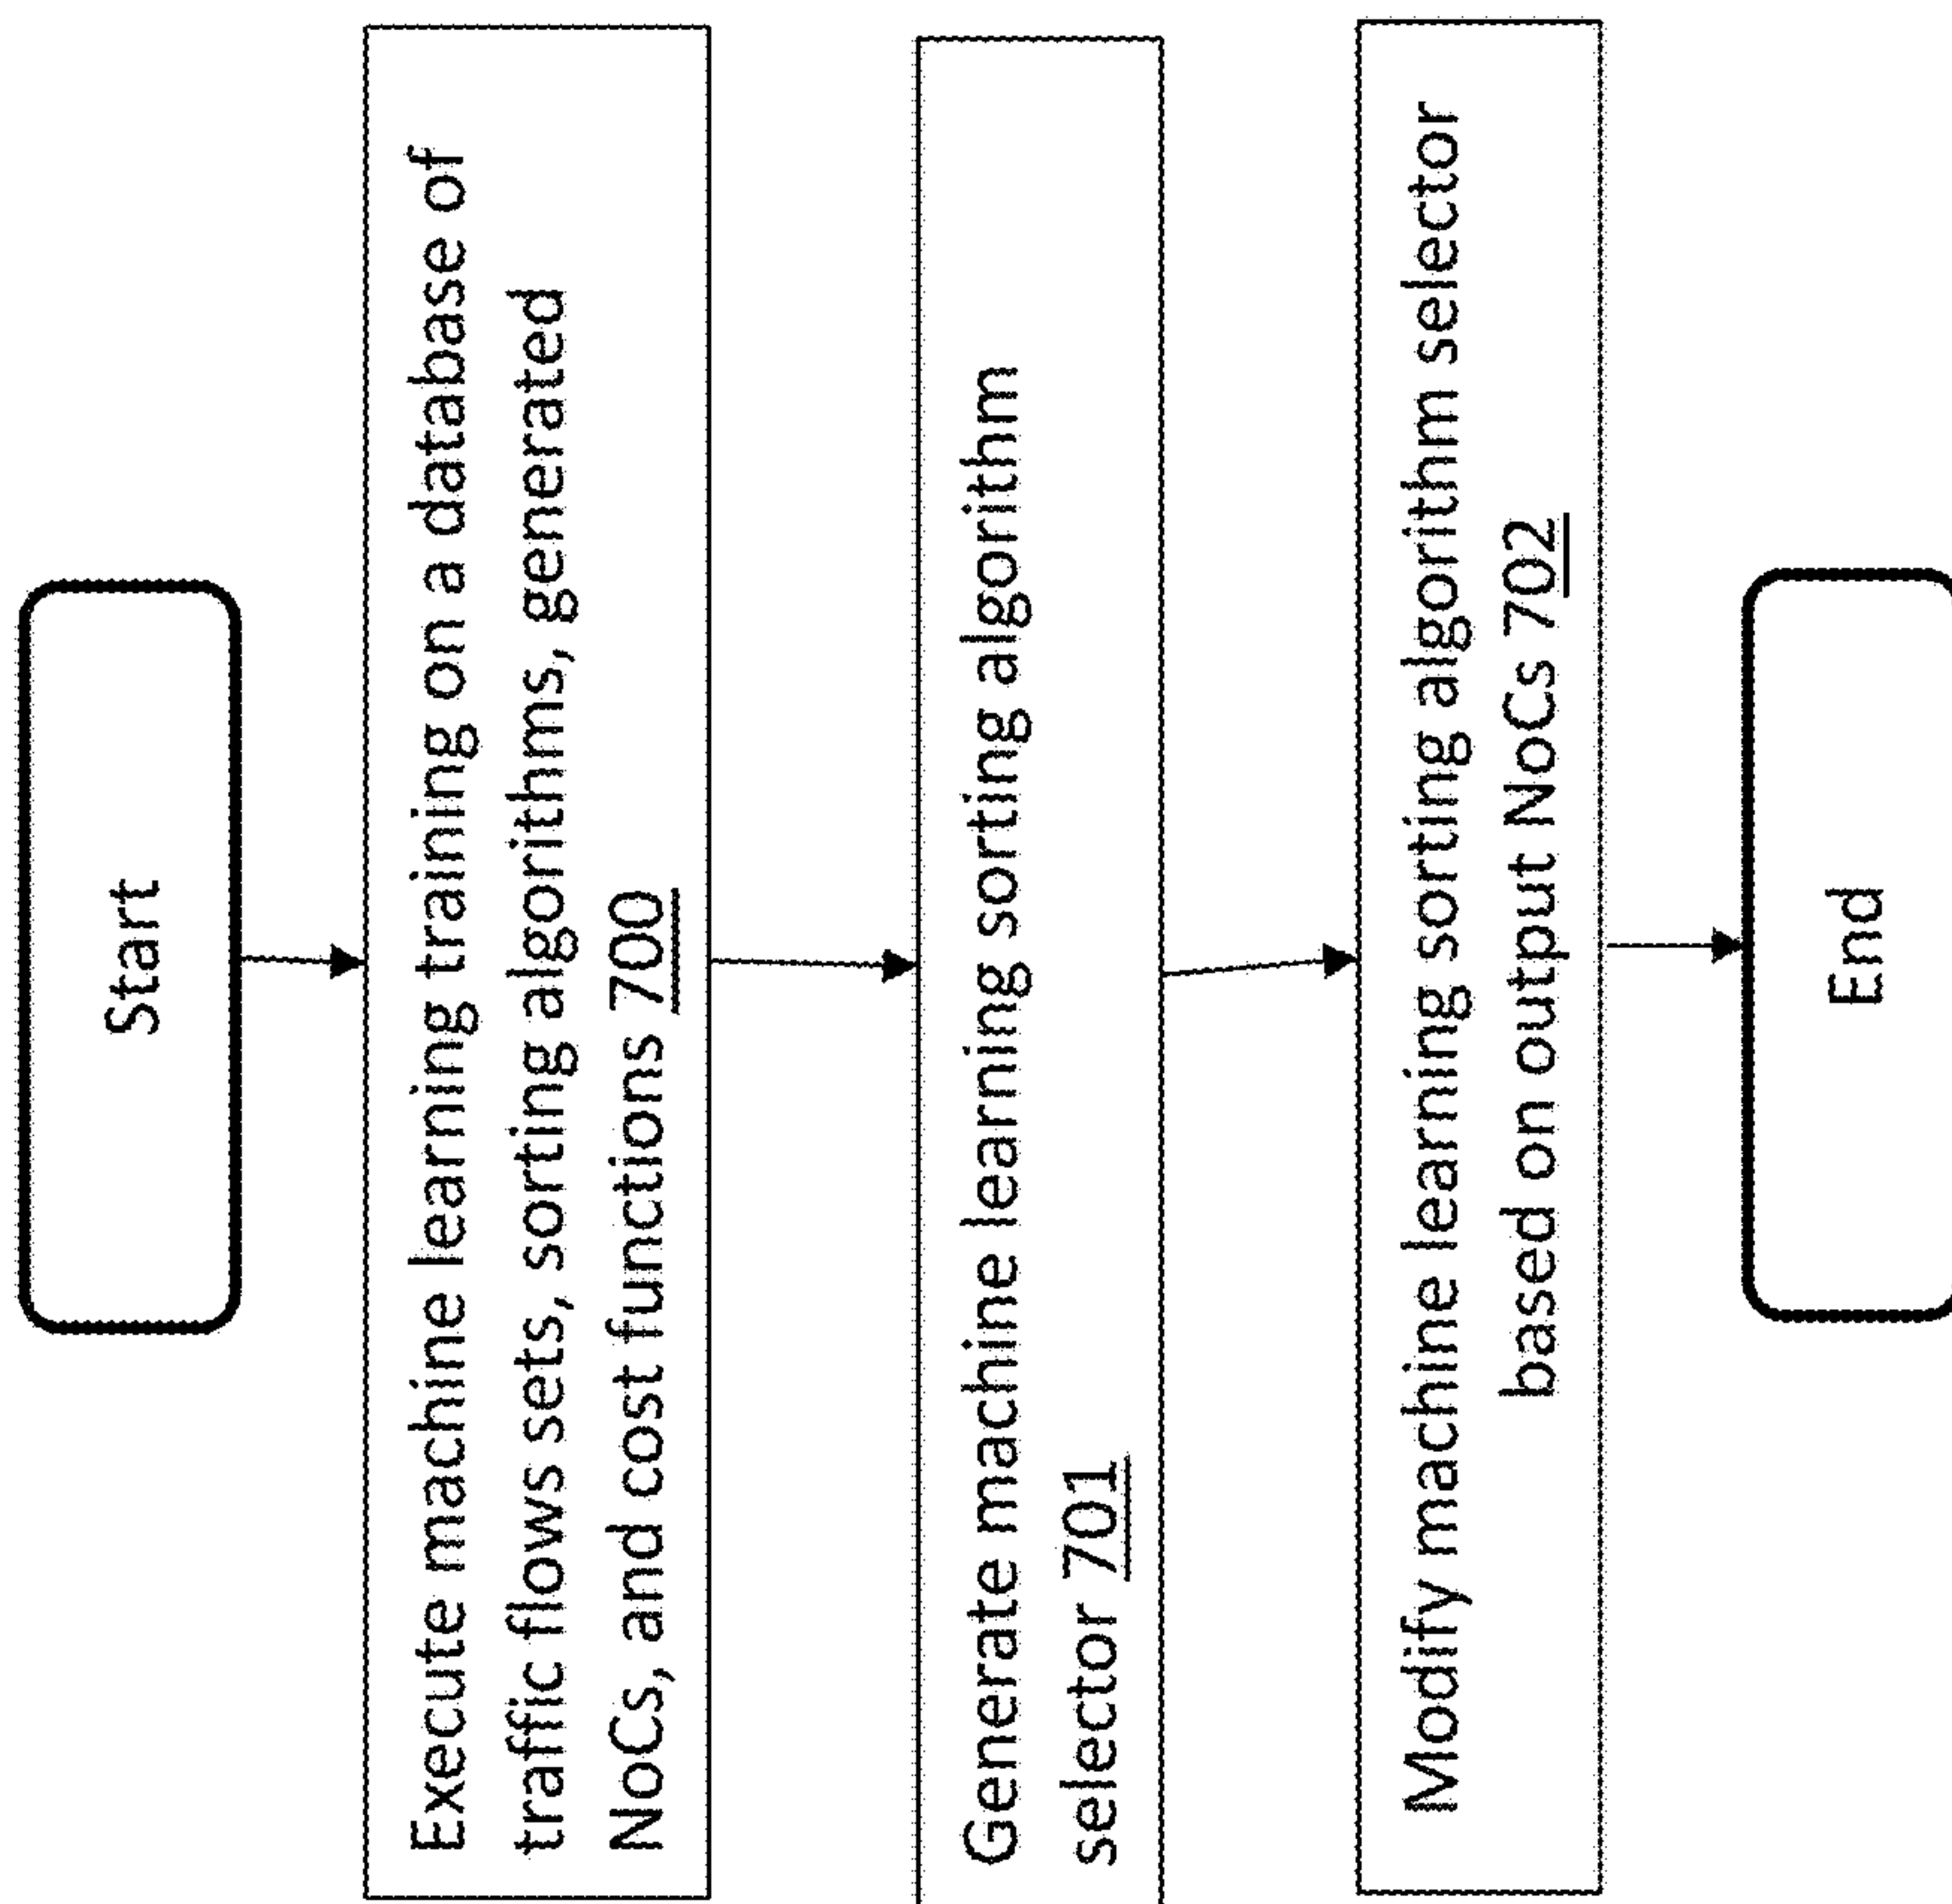 Start
Execute machine learning training on a database of
traffic flows sets, sorting algorithms, generated
NoCs, and cost functions 700
Generate machine learning sorting algorithm
selector 701
Modify machine learning sorting algorithm selector
based on output NoCs 702
End